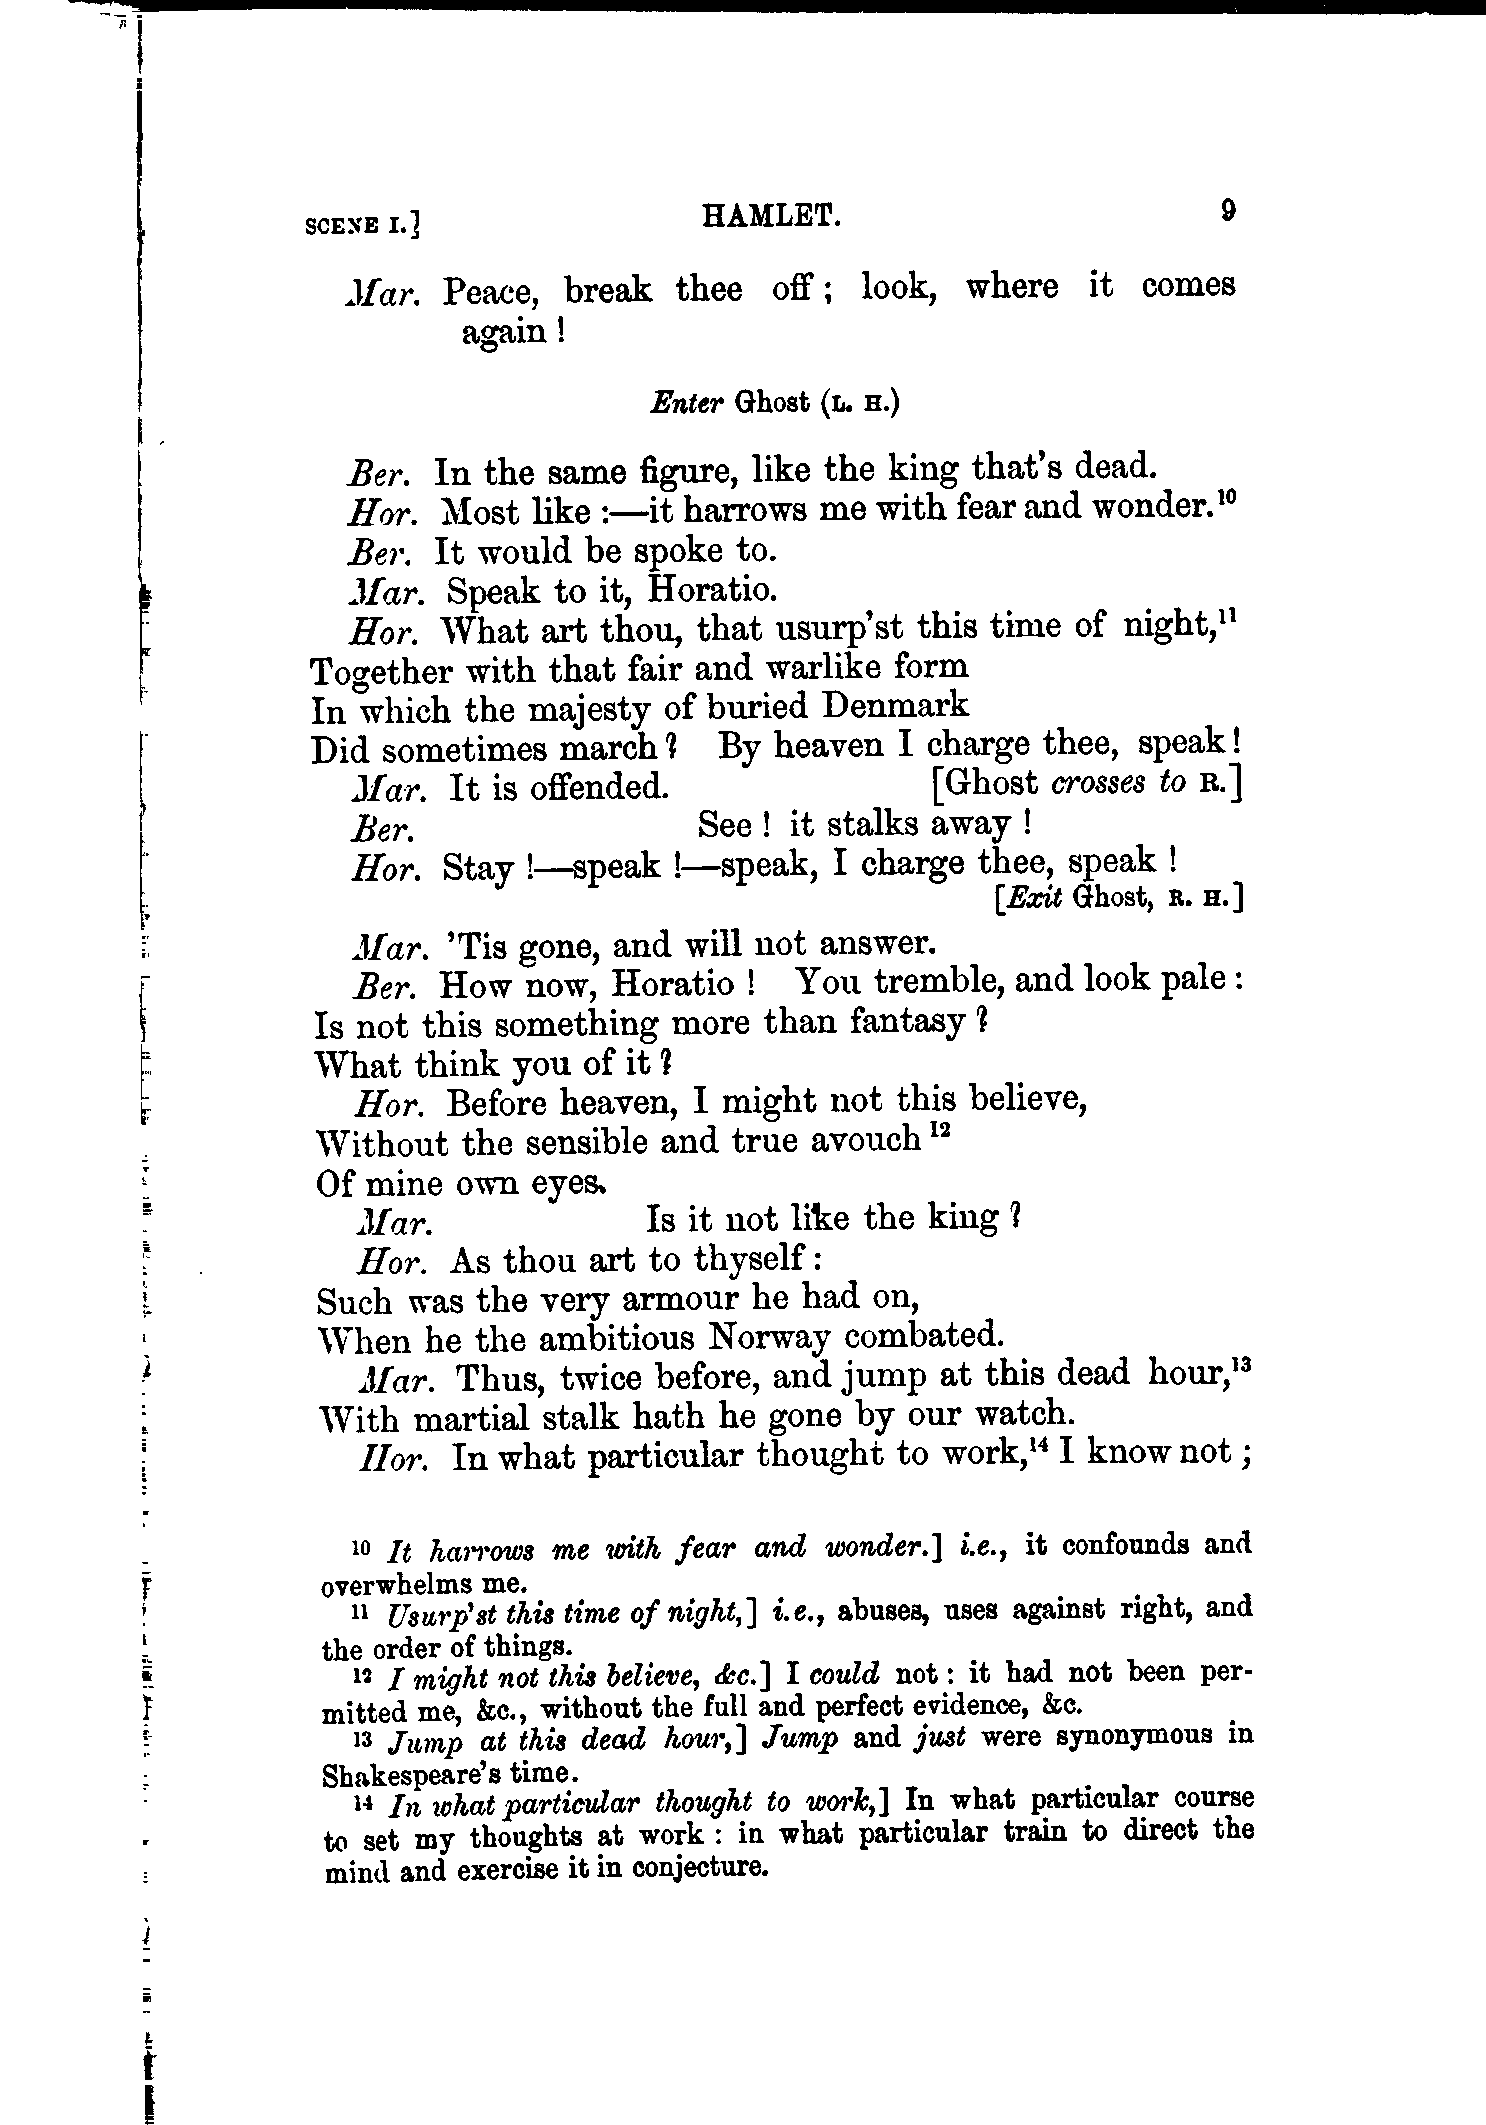 SCENE I.] HAMLET. 9
Mar. Peace, break thee off; look, where it comes
again!
Enter Ghost (L. H.)
Ber. In the same figure, like the king that's dead.
Hor. Most like:—it harrows me with fear and wonder.¹⁰
Ber. It would be spoke to.
Mar. Speak to it, Horatio.
Hor. What art thou, that usurp'st this time of night,¹¹
Together with that fair and warlike form
In which the majesty of buried Denmark
Did sometimes march? By heaven I charge thee, speak!
Mar. It is offended. [Ghost crosses to R.]
Ber. See! it stalks away!
Hor. Stay!—speak!—speak, I charge thee, speak!
[Exit Ghost, R. H.]
Mar. 'Tis gone, and will not answer.
Ber. How now, Horatio! You tremble, and look pale:
Is not this something more than fantasy?
What think you of it?
Hor. Before heaven, I might not this believe,
Without the sensible and true avouch¹²
Of mine own eyes.
Mar. Is it not like the king?
Hor. As thou art to thyself:
Such was the very armour he had on,
When he the ambitious Norway combated.
Mar. Thus, twice before, and jump at this dead hour,¹³
With martial stalk hath he gone by our watch.
Hor. In what particular thought to work,¹⁴ I know not;
¹⁰ It harrows me with fear and wonder.] i.e., it confounds and
overwhelms me.
¹¹ Usurp'st this time of night,] i.e., abuses, uses against right, and
the order of things.
¹² I might not this believe, &c.] I could not: it had not been per-
mitted me, &c., without the full and perfect evidence, &c.
¹³ Jump at this dead hour,] Jump and just were synonymous in
Shakespeare's time.
¹⁴ In what particular thought to work,] In what particular course
to set my thoughts at work: in what particular train to direct the
mind and exercise it in conjecture.